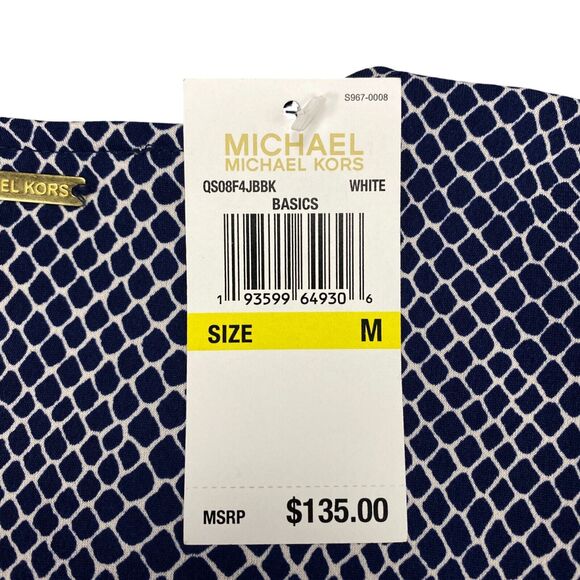 S967-0008
MICHAEL
MICHAEL KORS
QS08F4JBBK WHITE
BASICS
1 93599 64930 6
SIZE M
MSRP $135.00
EL KORS